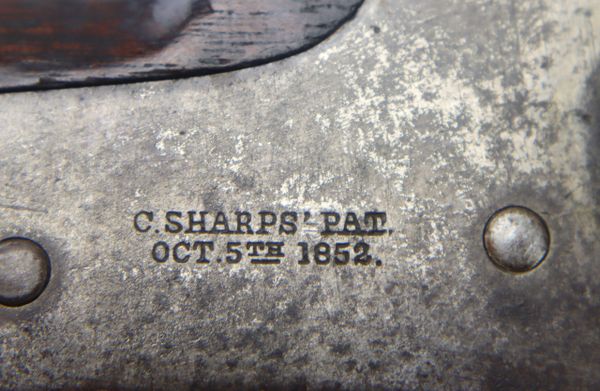 C. SHARPS' PAT.
OCT. 5TH 1852.